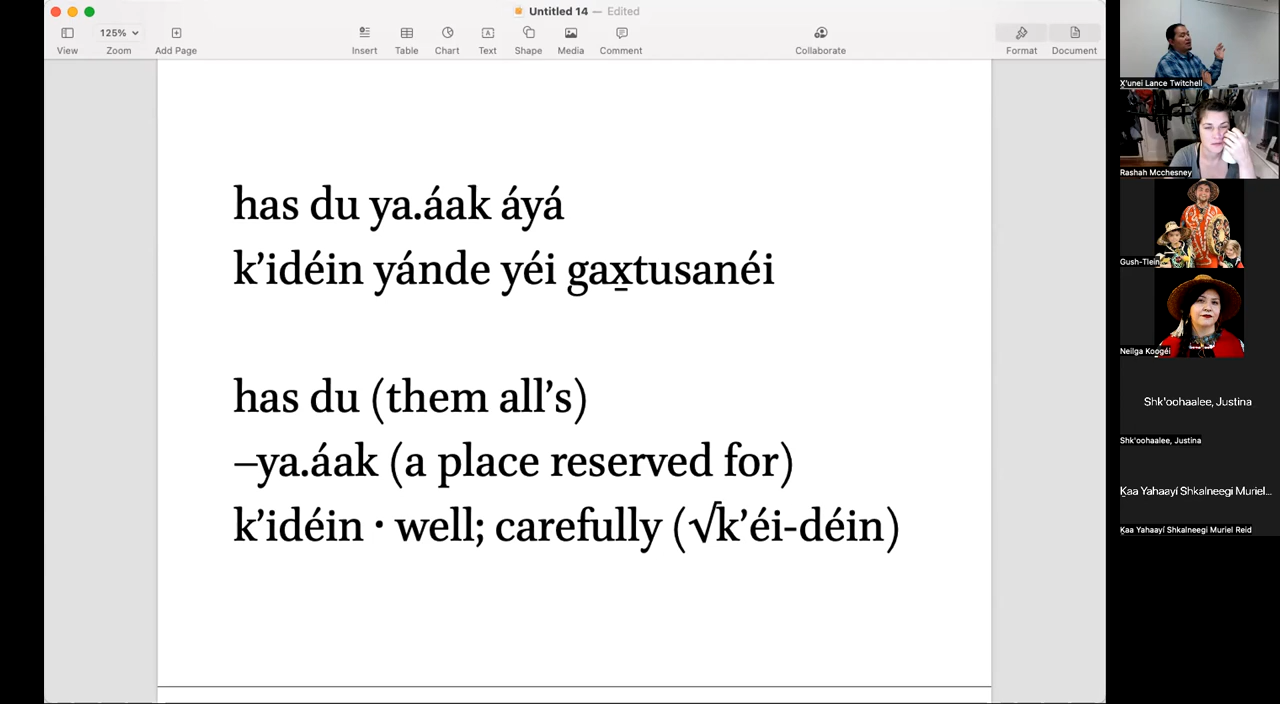 Untitled 14 — Edited
125%
View
Zoom
Add Page
Insert
Table
Chart
Text
Shape
Media
Comment
Collaborate
Format
Document
has du ya.áak áyá
k’idéin yánde yéi gax̲tusanéi
has du (them all’s)
–ya.áak (a place reserved for)
k’idéin · well; carefully (√k’éi-déin)
X̱'unei Lance Twitchell
Rashah Mcchesney
Gush-Tlein
Neilga Koogéi
Shk'oohaalee, Justina
Shk'oohaalee, Justina
Ḵaa Yahaayí Shkalneegi Muriel...
Ḵaa Yahaayí Shkalneegi Muriel Reid